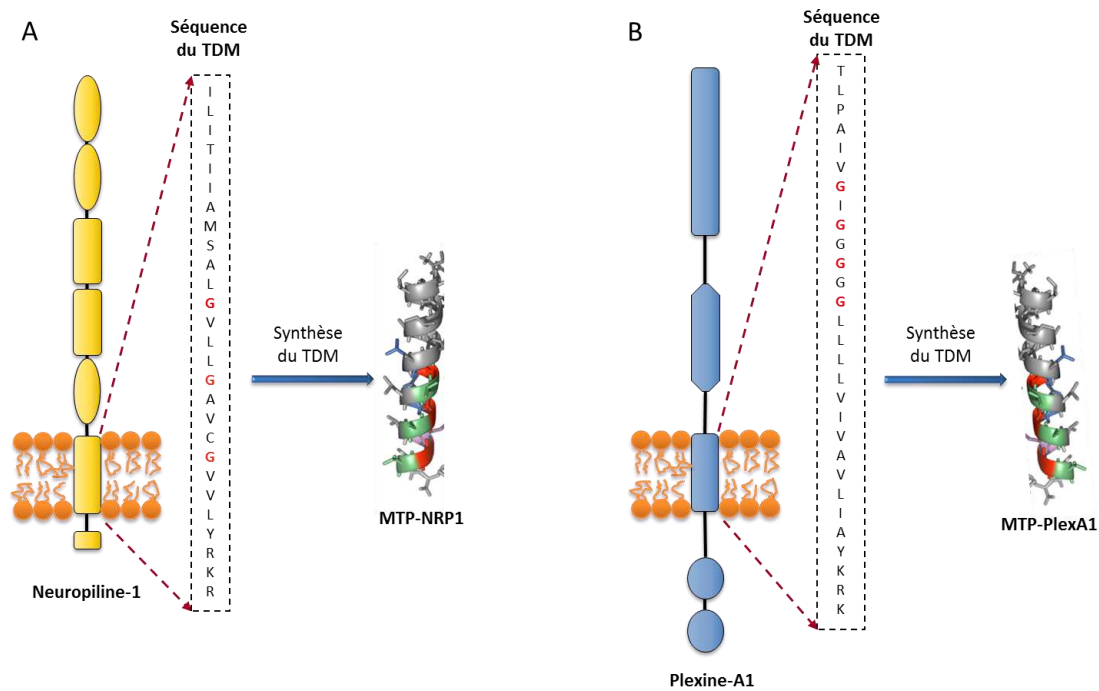 A
Séquence
du TDM
I
L
I
T
I
I
A
M
S
A
L
G
V
L
L
G
A
V
C
G
V
V
L
Y
R
K
R
Synthèse
du TDM
MTP-NRP1
Neuropiline-1
B
Séquence
du TDM
T
L
P
A
I
V
G
I
G
G
G
G
G
L
L
L
L
V
I
V
A
V
L
I
A
Y
K
R
K
Synthèse
du TDM
MTP-PlexA1
Plexine-A1